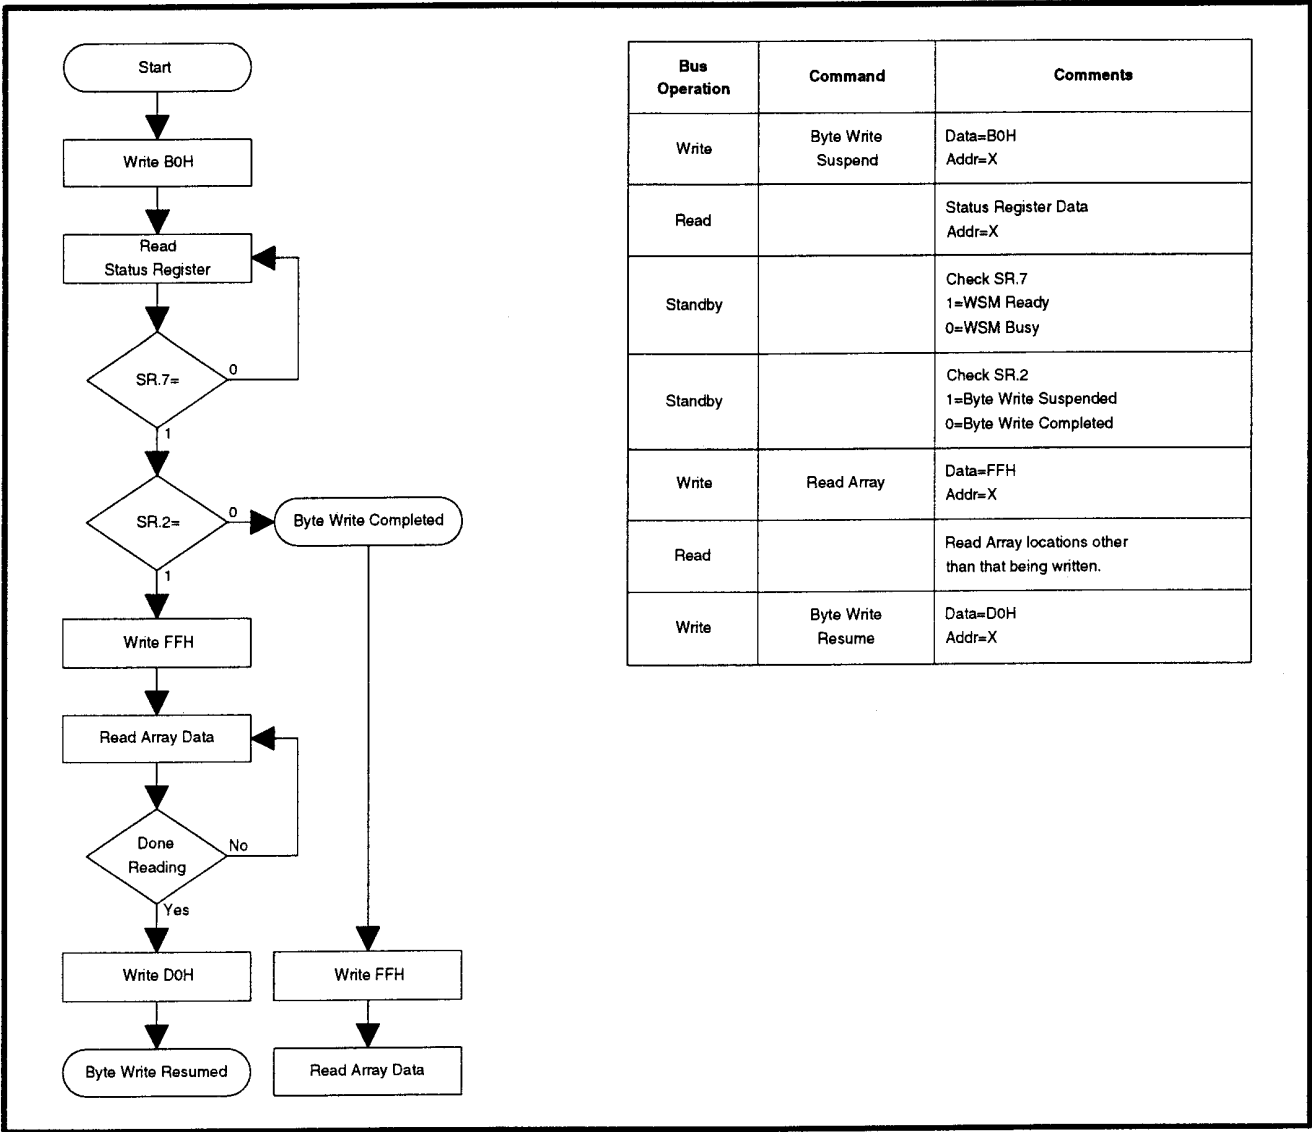 Start
Write B0H
Read
Status Register
SR.7=
0
1
SR.2=
0
Byte Write Completed
1
Write FFH
Read Array Data
Done
Reading
No
Yes
Write D0H
Write FFH
Byte Write Resumed
Read Array Data
Bus
Operation
Command
Comments
Write
Byte Write
Suspend
Data=B0H
Addr=X
Read
Status Register Data
Addr=X
Standby
Check SR.7
1=WSM Ready
0=WSM Busy
Standby
Check SR.2
1=Byte Write Suspended
0=Byte Write Completed
Write
Read Array
Data=FFH
Addr=X
Read
Read Array locations other
than that being written.
Write
Byte Write
Resume
Data=D0H
Addr=X